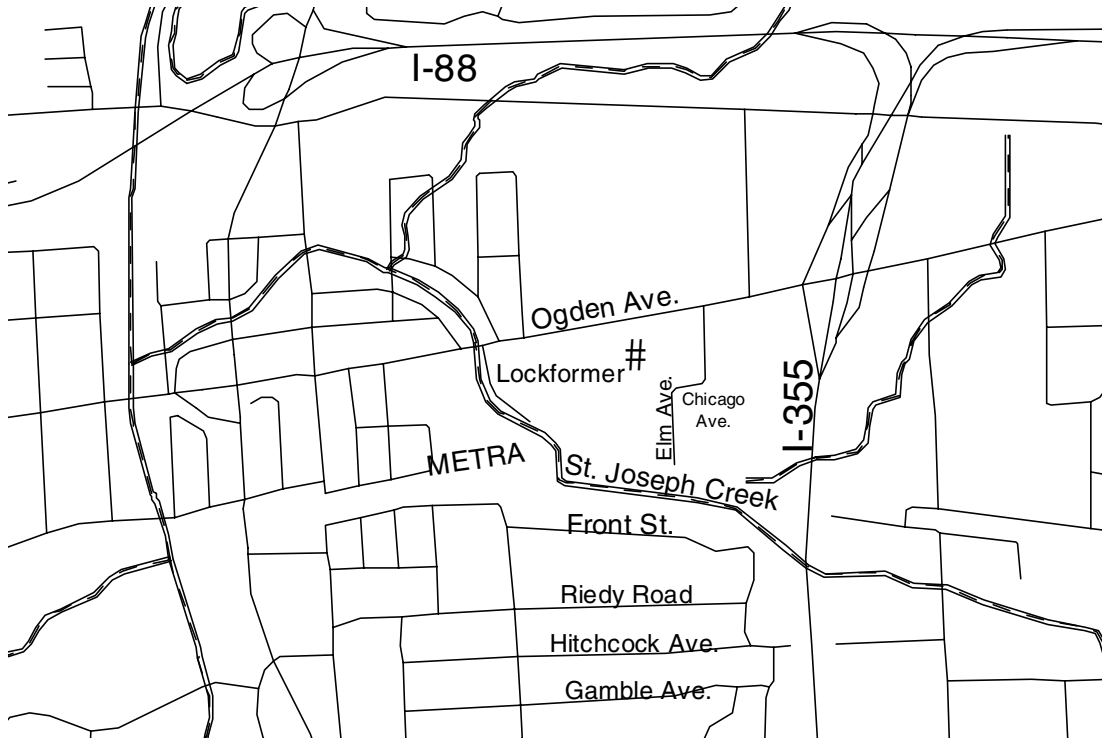 I-88
Ogden Ave.
Lockformer #
Elm Ave.
Chicago
Ave.
I-355
METRA
St. Joseph Creek
Front St.
Riedy Road
Hitchcock Ave.
Gamble Ave.